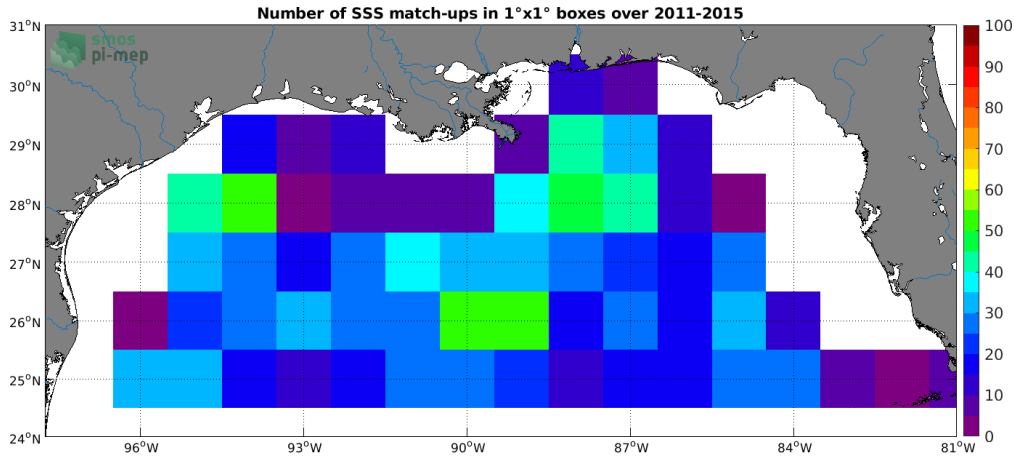 Number of SSS match-ups in 1°x1° boxes over 2011-2015
smos
pi-mep
31°N
30°N
29°N
28°N
27°N
26°N
25°N
24°N
96°W
93°W
90°W
87°W
84°W
81°W
100
90
80
70
60
50
40
30
20
10
0